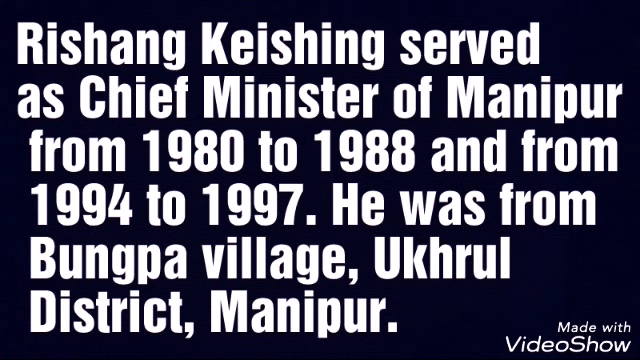 Rishang Keishing served
as Chief Minister of Manipur
from 1980 to 1988 and from
1994 to 1997. He was from
Bungpa village, Ukhrul
District, Manipur.
Made with
VideoShow